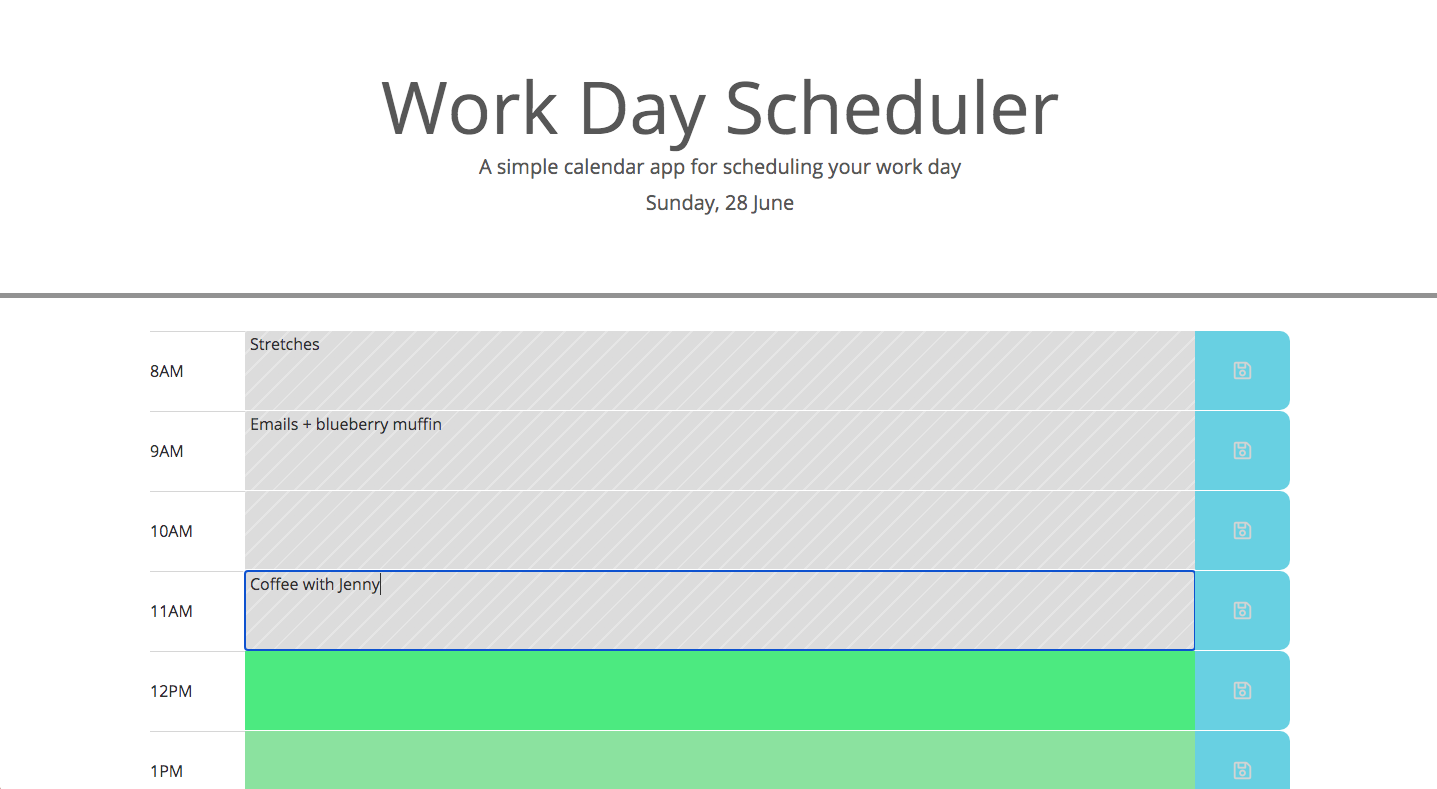 Work Day Scheduler
A simple calendar app for scheduling your work day
Sunday, 28 June
8AM
Stretches
9AM
Emails + blueberry muffin
10AM
11AM
Coffee with Jenny
12PM
1PM